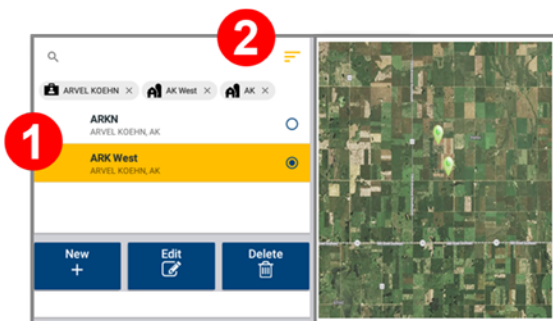 2
ARVEL KOEHN × AK West × AK ×
1
ARKN
ARVEL KOEHN, AK
ARK West
ARVEL KOEHN, AK
New
+
Edit
Delete